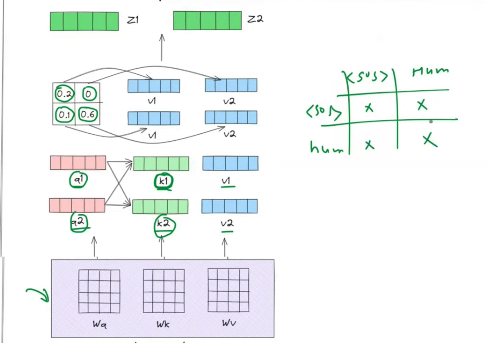 Z1 Z2
0.2 0
0.1 0.6
v1 v2
v1 v2
q1 k1 v1
q2 k2 v2
Wq Wk Wv
<SOS> Hum
<SOS> x x
hum x x